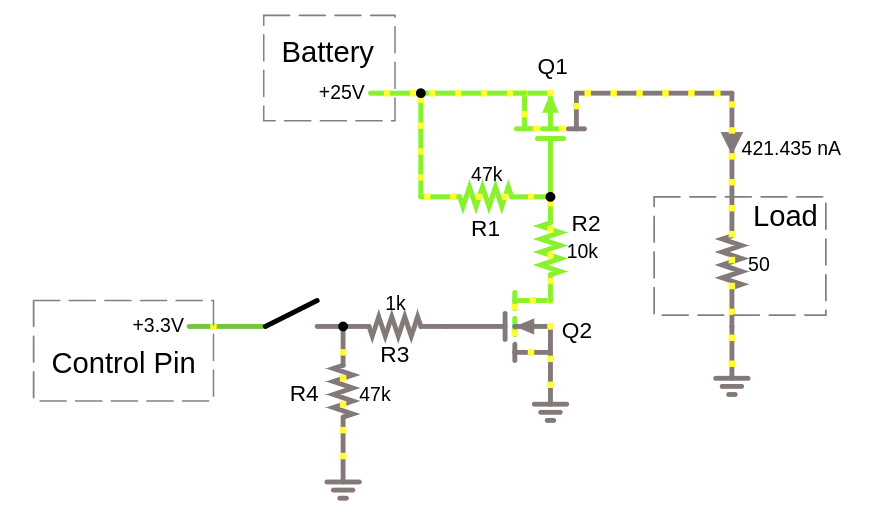 Battery
+25V
Q1
421.435 nA
47k
R1
R2
10k
Load
50
+3.3V
Control Pin
1k
R3
Q2
R4
47k